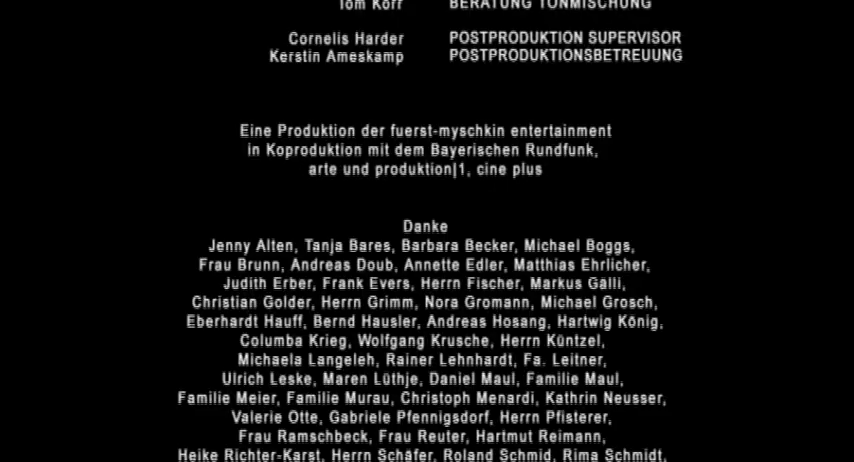 Tom Korr BERATUNG TONMISCHUNG
Cornelis Harder POSTPRODUKTION SUPERVISOR
Kerstin Ameskamp POSTPRODUKTIONSBETREUUNG
Eine Produktion der fuerst-myschkin entertainment
in Koproduktion mit dem Bayerischen Rundfunk,
arte und produktion|1, cine plus
Danke
Jenny Alten, Tanja Bares, Barbara Becker, Michael Boggs,
Frau Brunn, Andreas Doub, Annette Edler, Matthias Ehrlicher,
Judith Erber, Frank Evers, Herrn Fischer, Markus Gälli,
Christian Golder, Herrn Grimm, Nora Gromann, Michael Grosch,
Eberhardt Hauff, Bernd Hausler, Andreas Hosang, Hartwig König,
Columba Krieg, Wolfgang Krusche, Herrn Küntzel,
Michaela Langeleh, Rainer Lehnhardt, Fa. Leitner,
Ulrich Leske, Maren Lüthje, Daniel Maul, Familie Maul,
Familie Meier, Familie Murau, Christoph Menardi, Kathrin Neusser,
Valerie Otte, Gabriele Pfennigsdorf, Herrn Pfisterer,
Frau Ramschbeck, Frau Reuter, Hartmut Reimann,
Heike Richter-Karst, Herrn Schäfer, Roland Schmid, Rima Schmidt,